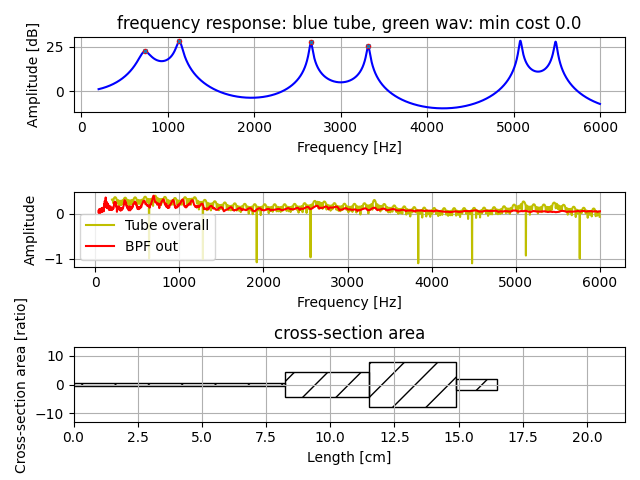 frequency response: blue tube, green wav: min cost 0.0
Amplitude [dB]
25
0
0 1000 2000 3000 4000 5000 6000
Frequency [Hz]
Amplitude
0
−1
Tube overall
BPF out
0 1000 2000 3000 4000 5000 6000
Frequency [Hz]
cross-section area
Cross-section area [ratio]
10
0
−10
0.0 2.5 5.0 7.5 10.0 12.5 15.0 17.5 20.0
Length [cm]